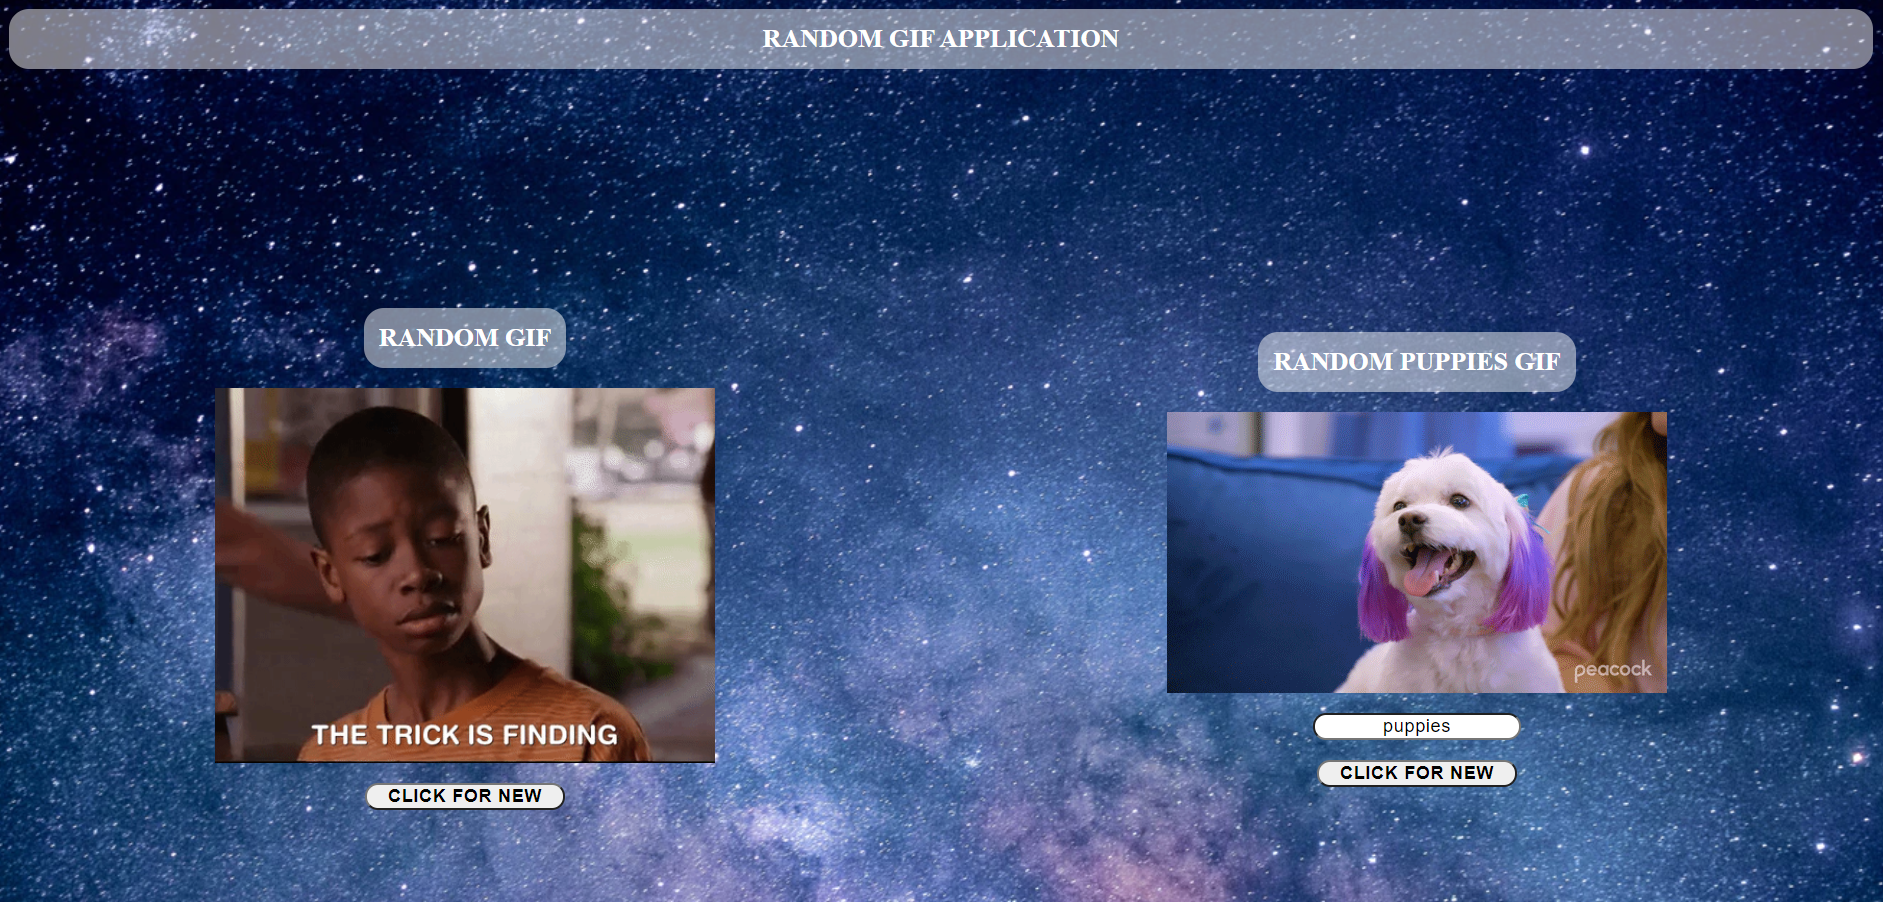 RANDOM GIF APPLICATION
RANDOM GIF
THE TRICK IS FINDING
CLICK FOR NEW
RANDOM PUPPIES GIF
peacock
puppies
CLICK FOR NEW